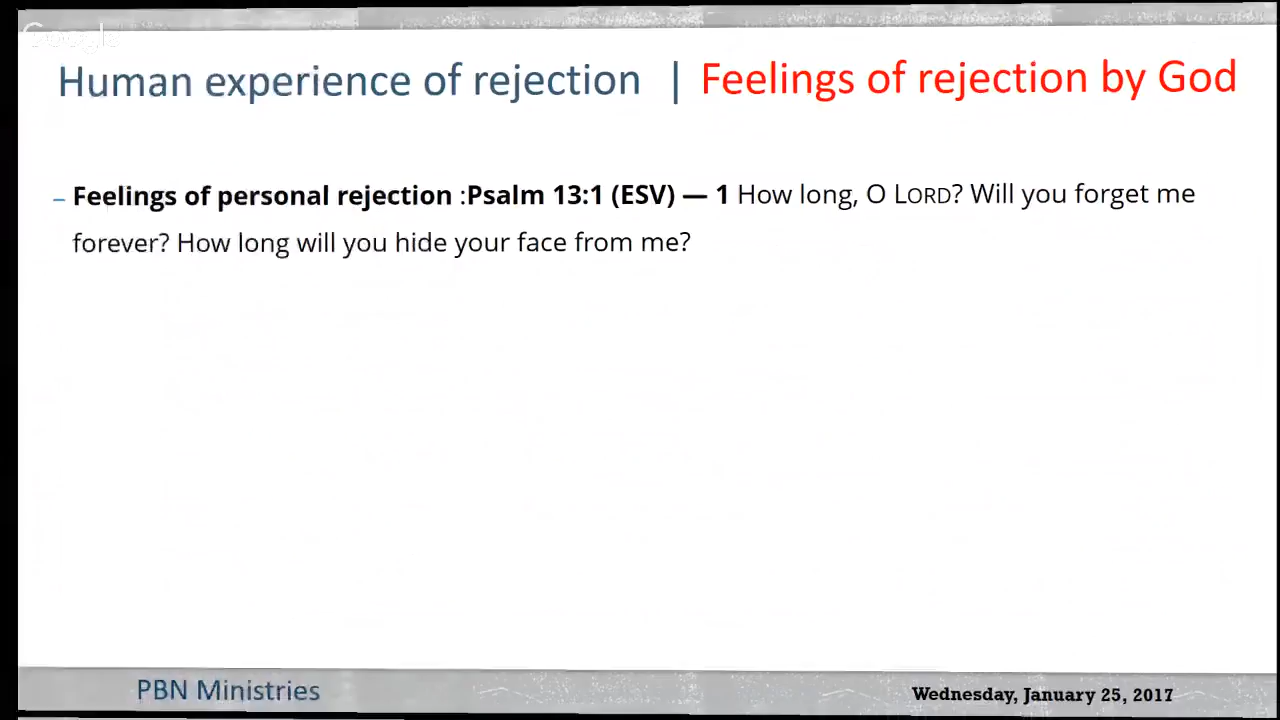 Google
Human experience of rejection | Feelings of rejection by God
– Feelings of personal rejection :Psalm 13:1 (ESV) — 1 How long, O LORD? Will you forget me
forever? How long will you hide your face from me?
PBN Ministries
Wednesday, January 25, 2017